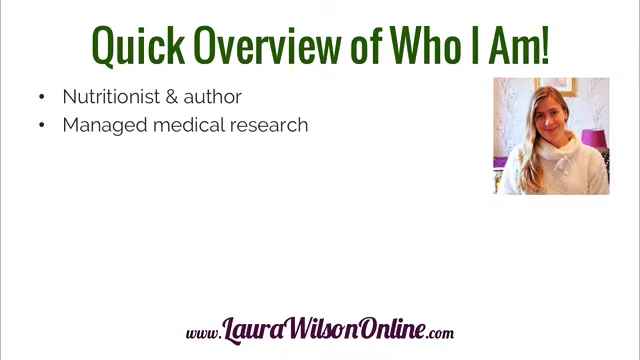 Quick Overview of Who I Am!
• Nutritionist & author
• Managed medical research
www.LauraWilsonOnline.com